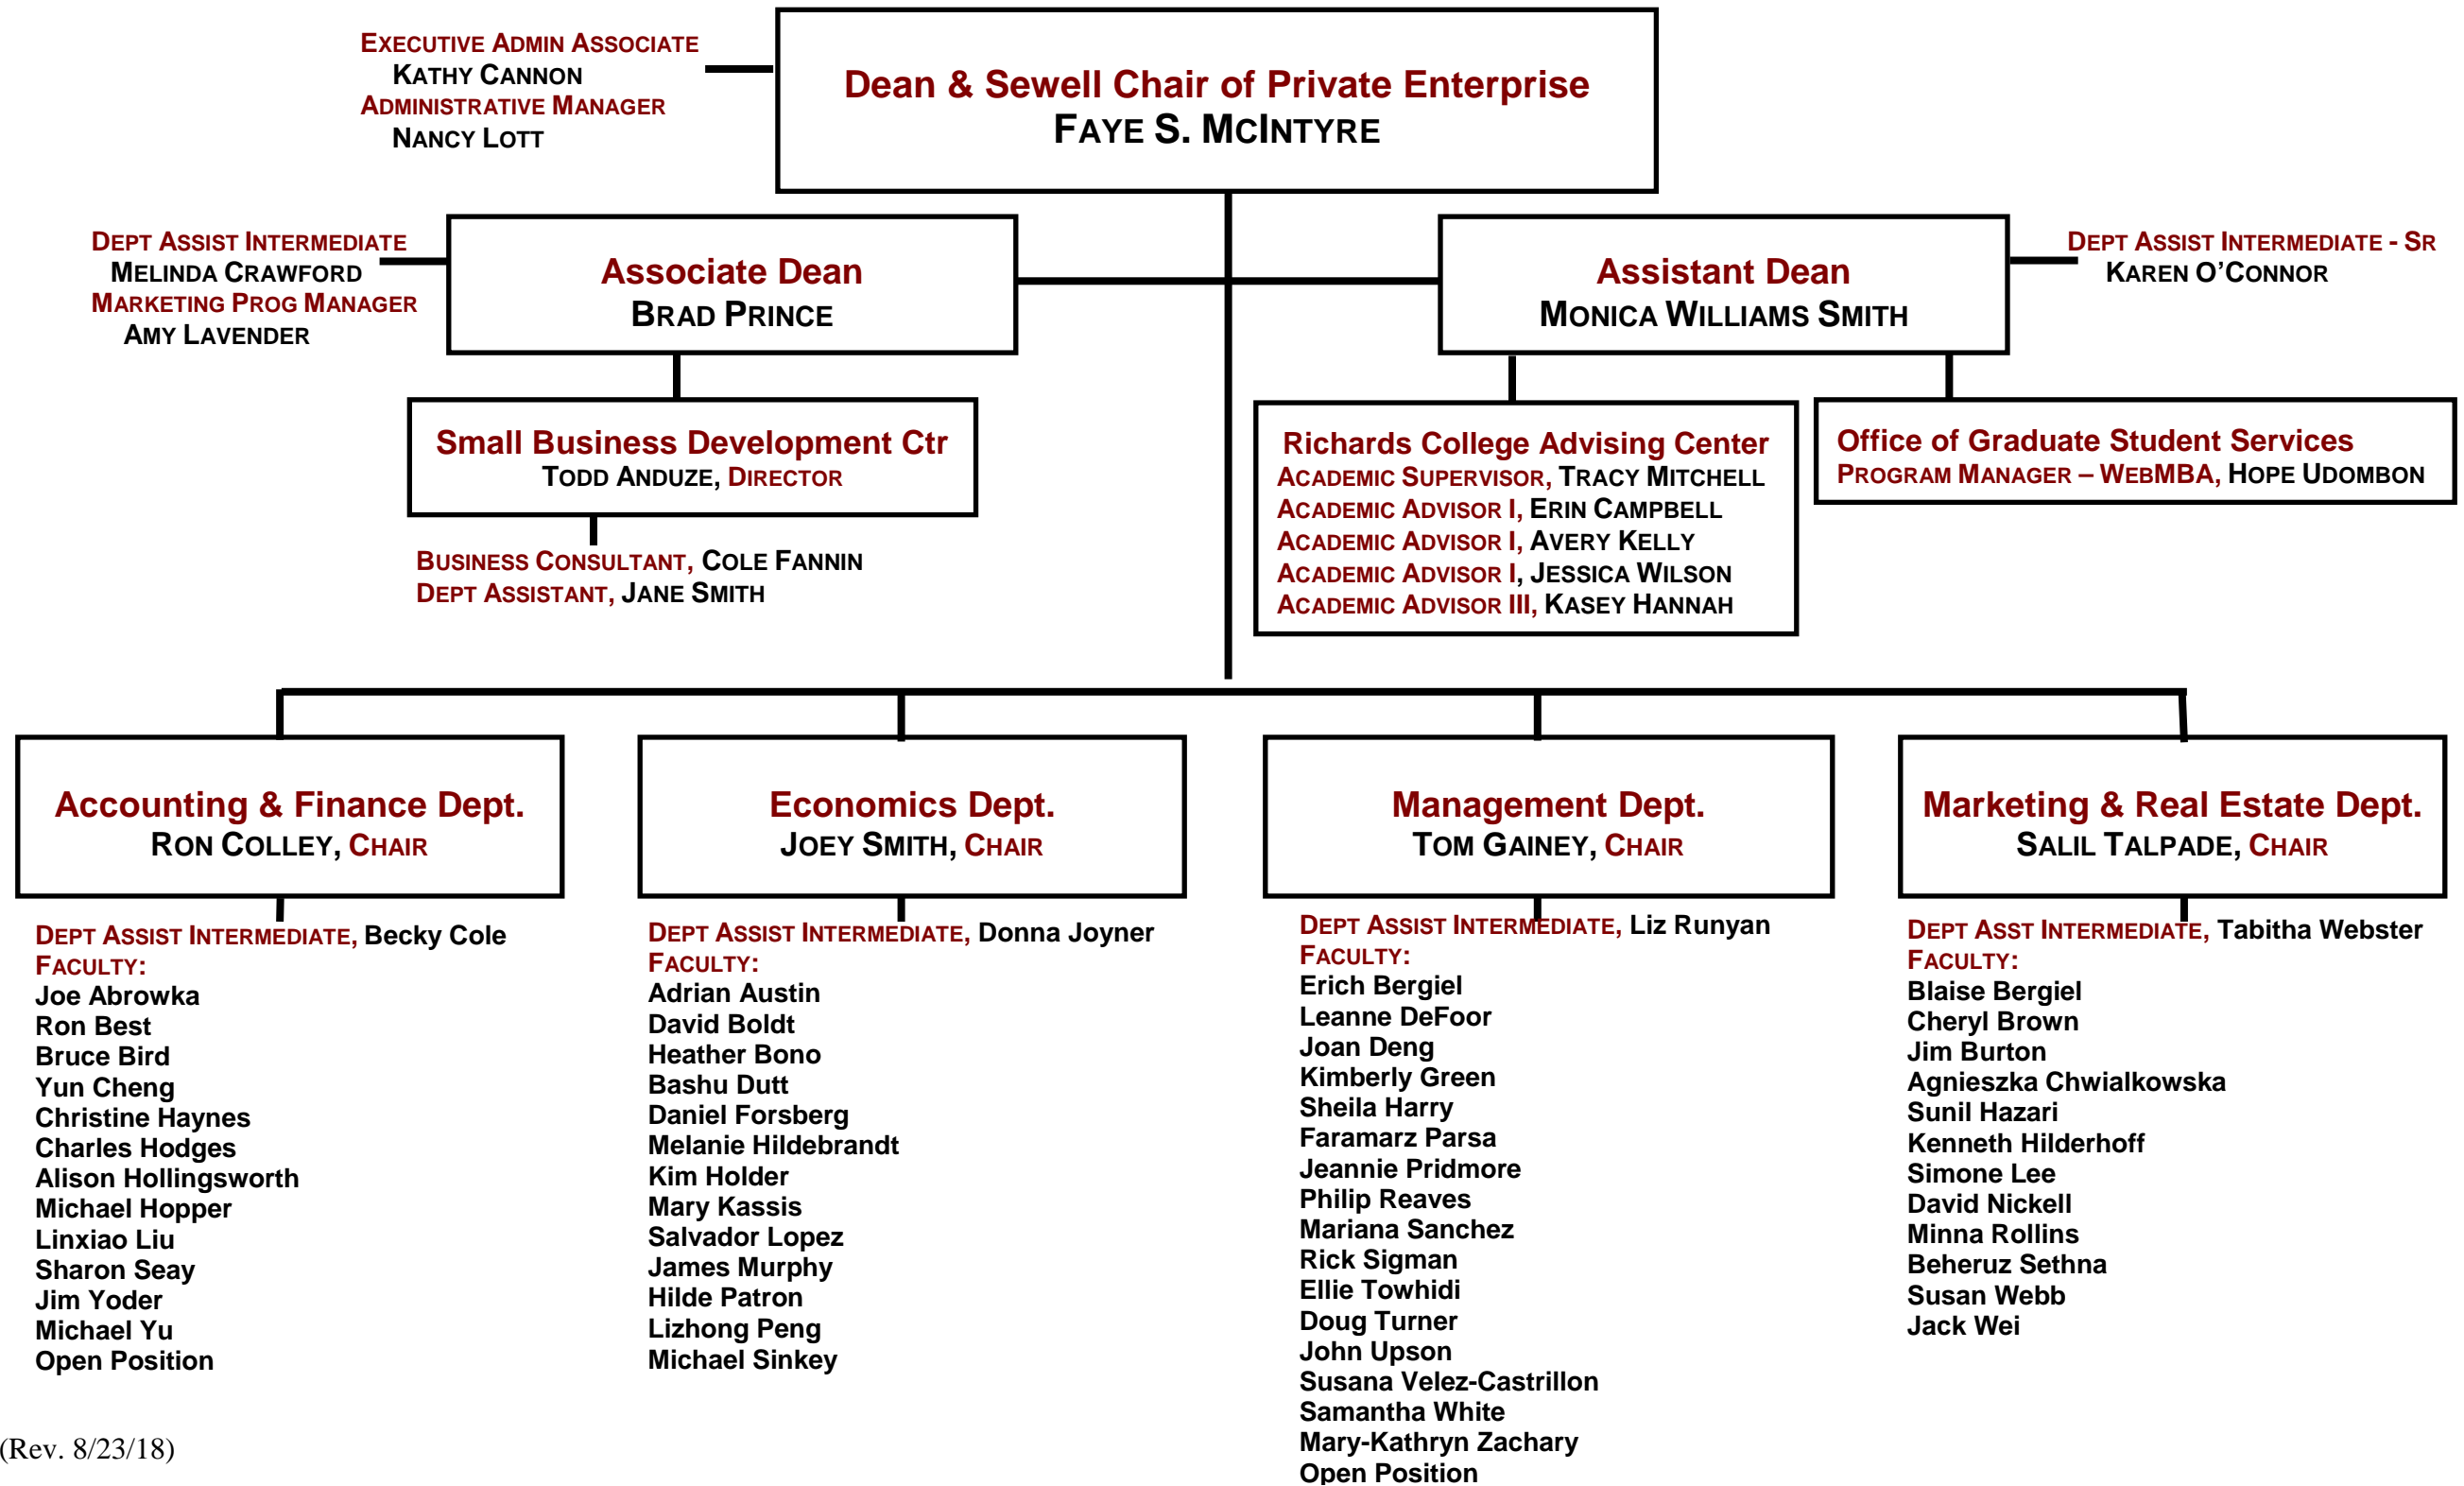 EXECUTIVE ADMIN ASSOCIATE
KATHY CANNON
ADMINISTRATIVE MANAGER
NANCY LOTT
Dean & Sewell Chair of Private Enterprise
FAYE S. MCINTYRE
DEPT ASSIST INTERMEDIATE
MELINDA CRAWFORD
MARKETING PROG MANAGER
AMY LAVENDER
Associate Dean
BRAD PRINCE
Assistant Dean
MONICA WILLIAMS SMITH
DEPT ASSIST INTERMEDIATE - SR
KAREN O’CONNOR
Small Business Development Ctr
TODD ANDUZE, DIRECTOR
BUSINESS CONSULTANT, COLE FANNIN
DEPT ASSISTANT, JANE SMITH
Richards College Advising Center
ACADEMIC SUPERVISOR, TRACY MITCHELL
ACADEMIC ADVISOR I, ERIN CAMPBELL
ACADEMIC ADVISOR I, AVERY KELLY
ACADEMIC ADVISOR I, JESSICA WILSON
ACADEMIC ADVISOR III, KASEY HANNAH
Office of Graduate Student Services
PROGRAM MANAGER – WEBMBA, HOPE UDOMBON
Accounting & Finance Dept.
RON COLLEY, CHAIR
DEPT ASSIST INTERMEDIATE, Becky Cole
FACULTY:
Joe Abrowka
Ron Best
Bruce Bird
Yun Cheng
Christine Haynes
Charles Hodges
Alison Hollingsworth
Michael Hopper
Linxiao Liu
Sharon Seay
Jim Yoder
Michael Yu
Open Position
Economics Dept.
JOEY SMITH, CHAIR
DEPT ASSIST INTERMEDIATE, Donna Joyner
FACULTY:
Adrian Austin
David Boldt
Heather Bono
Bashu Dutt
Daniel Forsberg
Melanie Hildebrandt
Kim Holder
Mary Kassis
Salvador Lopez
James Murphy
Hilde Patron
Lizhong Peng
Michael Sinkey
Management Dept.
TOM GAINEY, CHAIR
DEPT ASSIST INTERMEDIATE, Liz Runyan
FACULTY:
Erich Bergiel
Leanne DeFoor
Joan Deng
Kimberly Green
Sheila Harry
Faramarz Parsa
Jeannie Pridmore
Philip Reaves
Mariana Sanchez
Rick Sigman
Ellie Towhidi
Doug Turner
John Upson
Susana Velez-Castrillon
Samantha White
Mary-Kathryn Zachary
Open Position
Marketing & Real Estate Dept.
SALIL TALPADE, CHAIR
DEPT ASST INTERMEDIATE, Tabitha Webster
FACULTY:
Blaise Bergiel
Cheryl Brown
Jim Burton
Agnieszka Chwialkowska
Sunil Hazari
Kenneth Hilderhoff
Simone Lee
David Nickell
Minna Rollins
Beheruz Sethna
Susan Webb
Jack Wei
(Rev. 8/23/18)